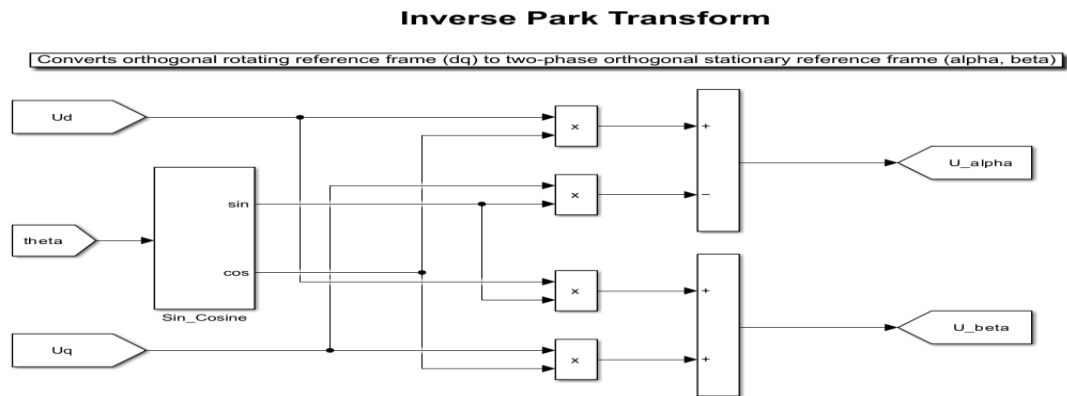 Inverse Park Transform
Converts orthogonal rotating reference frame (dq) to two-phase orthogonal stationary reference frame (alpha, beta)
Ud
×
+
U_alpha
sin
×
−
theta
cos
×
+
Sin_Cosine
U_beta
Uq
×
+